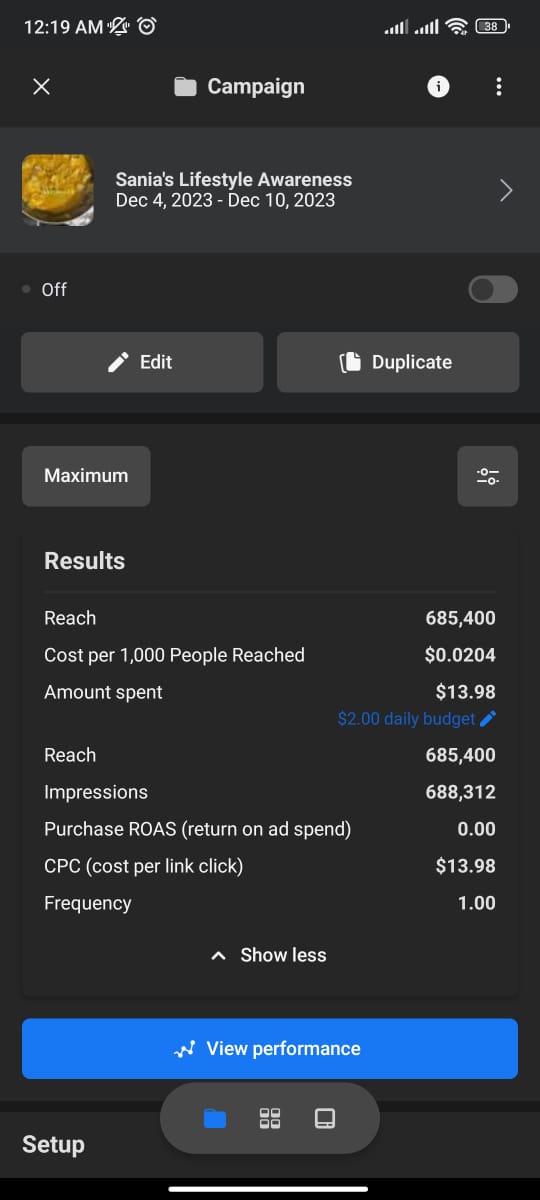 12:19 AM
38
Campaign
Sania's Lifestyle Awareness
Dec 4, 2023 - Dec 10, 2023
Off
Edit
Duplicate
Maximum
Results
Reach 685,400
Cost per 1,000 People Reached $0.0204
Amount spent $13.98
$2.00 daily budget
Reach 685,400
Impressions 688,312
Purchase ROAS (return on ad spend) 0.00
CPC (cost per link click) $13.98
Frequency 1.00
Show less
View performance
Setup